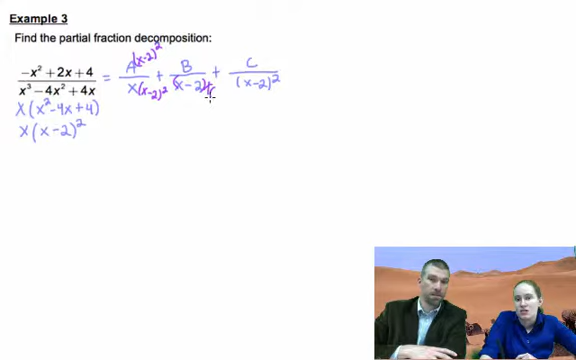 Example 3
Find the partial fraction decomposition:
(-x² + 2x + 4)/(x³ - 4x² + 4x) = A(x-2)²/x(x-2)² + B/(x-2) + C/(x-2)²
x(x²-4x+4)
x(x-2)²